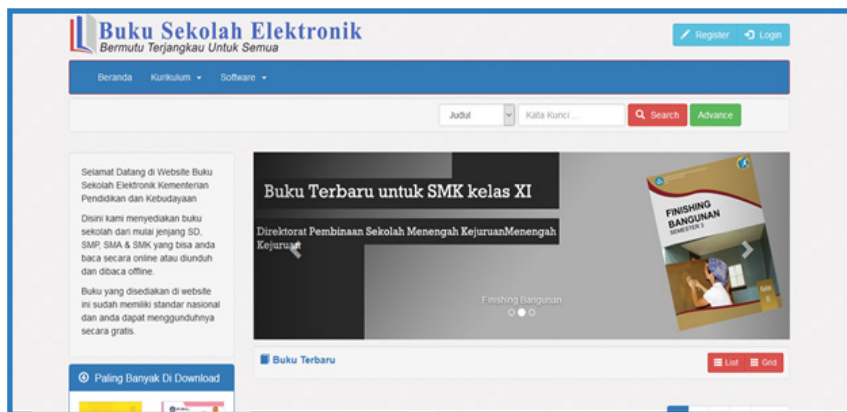 Buku Sekolah Elektronik
Bermutu Terjangkau Untuk Semua
Register
Login
Beranda
Kurikulum
Software
Judul
Kata Kunci ...
Search
Advance
Selamat Datang di Website Buku
Sekolah Elektronik Kementerian
Pendidikan dan Kebudayaan
Disini kami menyediakan buku
sekolah dari mulai jenjang SD,
SMP, SMA & SMK yang bisa anda
baca secara online atau diunduh
dan dibaca offline.
Buku yang disediakan di website
ini sudah memiliki standar nasional
dan anda dapat menggunduhnya
secara gratis.
Buku Terbaru untuk SMK kelas XI
Direktorat Pembinaan Sekolah Menengah KejuruanMenengah
Kejuruan
Finishing Bangunan
FINISHING
BANGUNAN
SEMESTER 3
Buku Terbaru
List
Grid
Paling Banyak Di Download